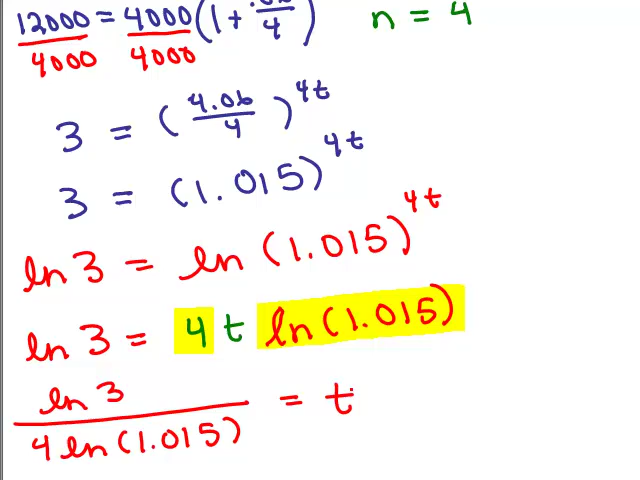 12000 = 4000 (1 + .06/4) n = 4
4000 4000
3 = (4.06/4)^4t
3 = (1.015)^4t
ln 3 = ln (1.015)^4t
ln 3 = 4 t ln (1.015)
ln 3 / 4 ln (1.015) = t